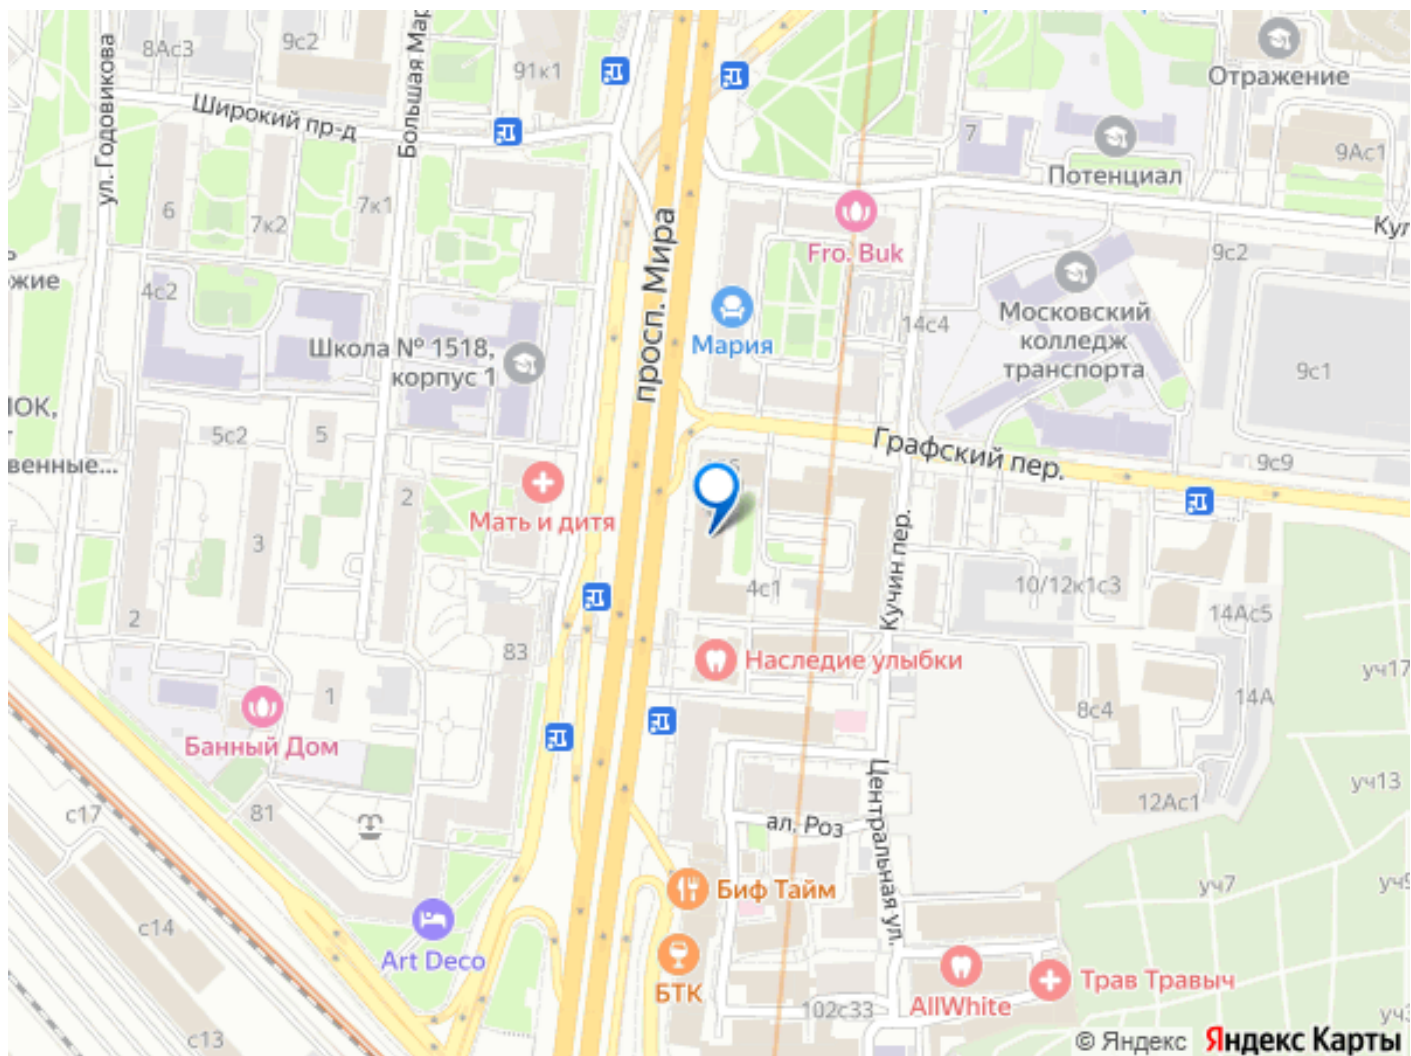 8Ас3
9с2
91к1
Отражение
Широкий пр-д
Большая Мар
ул. Годовикова
7
9Ас1
Потенциал
6
7к2
7к1
Кул
Fro. Buk
9с2
жие
4с2
просп. Мира
Московский
колледж
транспорта
14с4
Школа № 1518,
корпус 1
Мария
9с1
ЮК,
венные...
5с2
5
Графский пер.
9с9
2
Мать и дитя
3
Кучин пер.
4с1
10/12к1с3
14Ас5
2
83
Наследие улыбки
уч17
1
14А
8с4
Банный Дом
уч13
12Ас1
с17
81
ал. Роз
Центральная ул.
Биф Тайм
уч7
с14
Art Deco
БТК
AllWhite
Трав Травыч
102с33
с13
© Яндекс Яндекс Карты